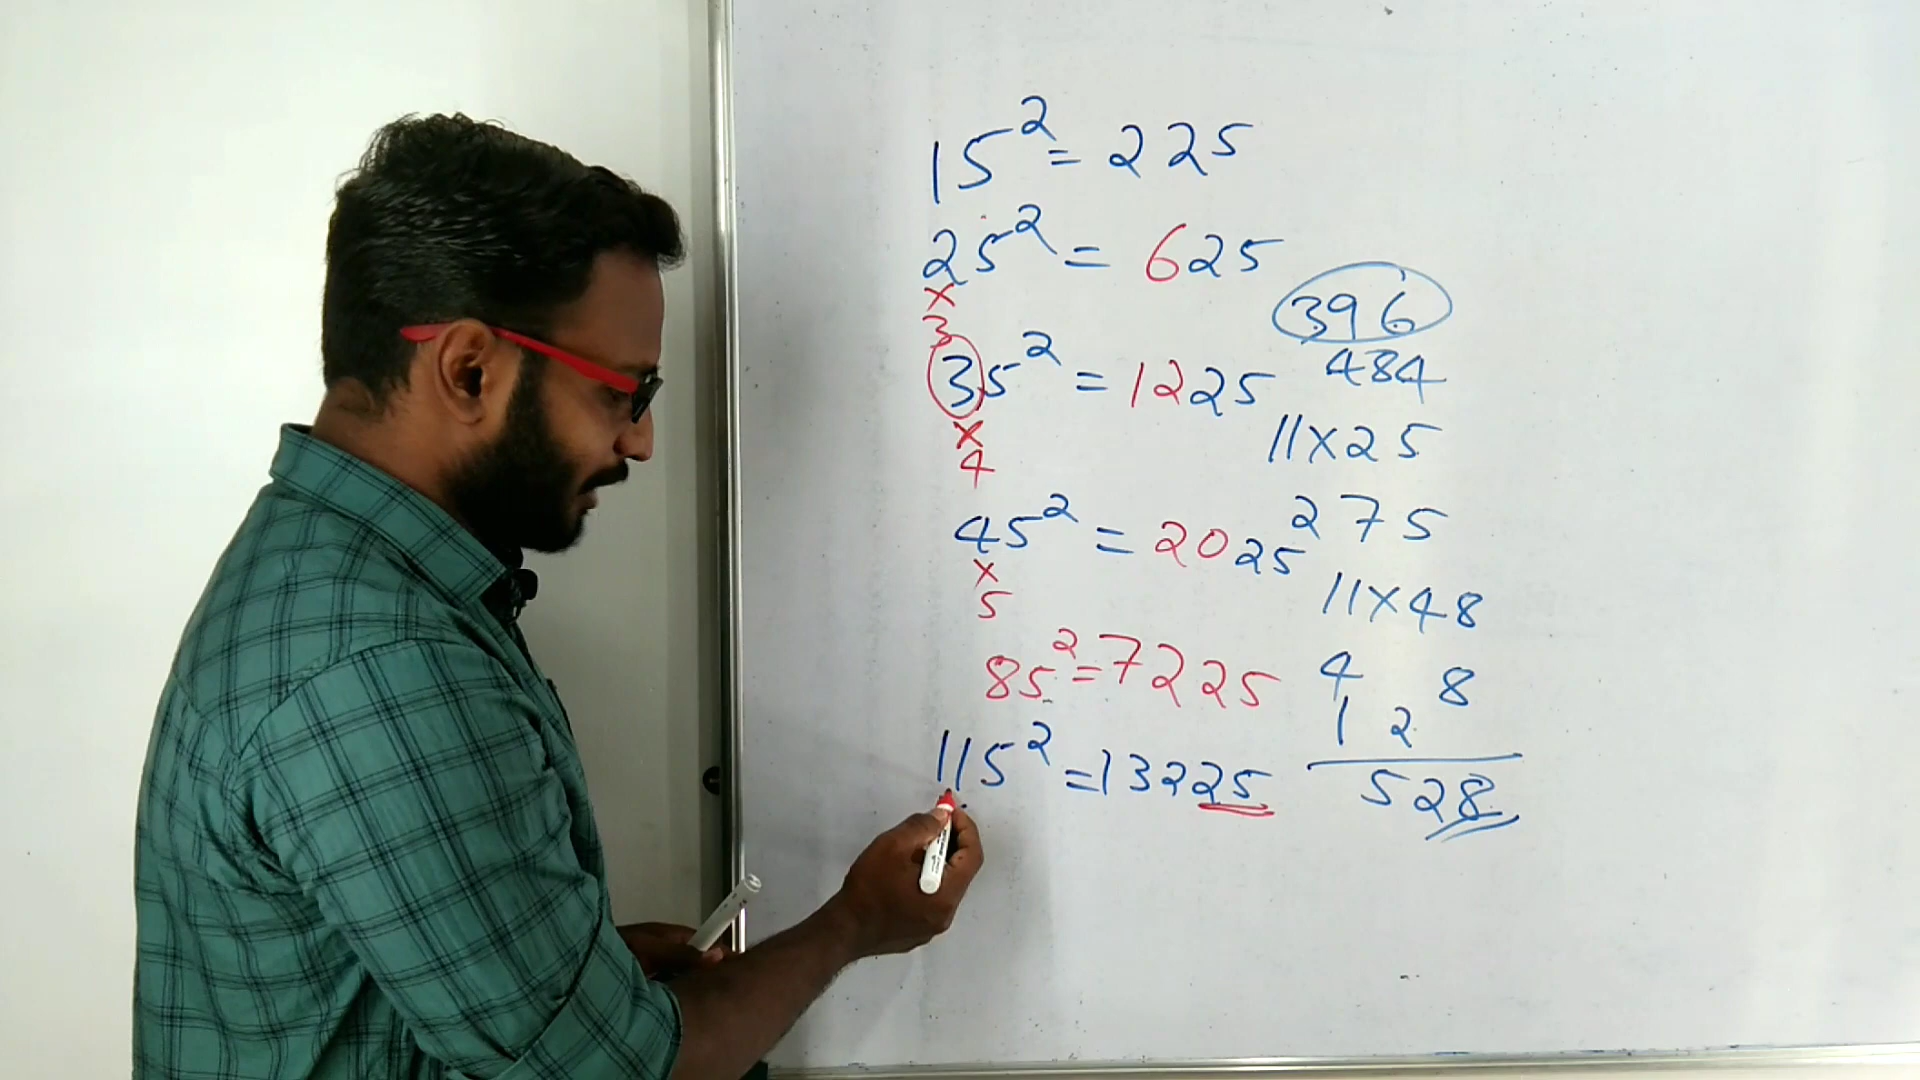 15² = 225
25² = 625
×
3
35² = 1225
×
4
45² = 2025
×
5
85² = 7225
115² = 13225
396
484
11×25
275
11×48
4 8
1 2
528